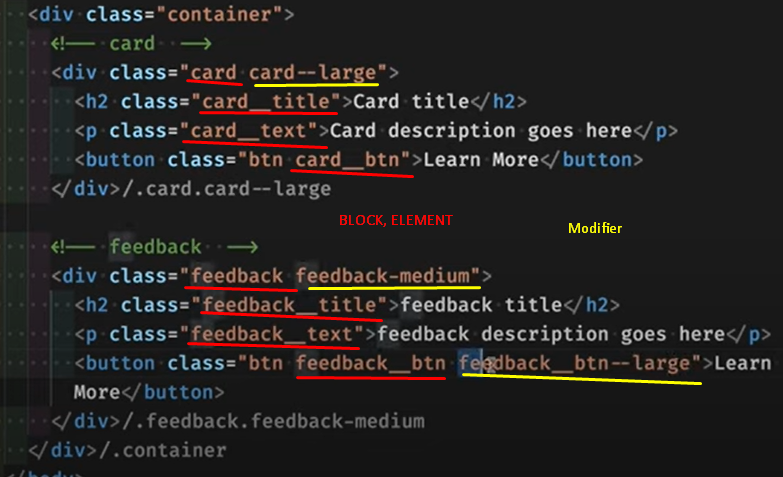 <div class="container">
<!-- card -->
<div class="card card--large">
<h2 class="card__title">Card title</h2>
<p class="card__text">Card description goes here</p>
<button class="btn card__btn">Learn More</button>
</div>/.card.card--large
BLOCK, ELEMENT
Modifier
<!-- feedback -->
<div class="feedback feedback-medium">
<h2 class="feedback__title">feedback title</h2>
<p class="feedback__text">feedback description goes here</p>
<button class="btn feedback__btn feedback__btn--large">Learn
More</button>
</div>/.feedback.feedback-medium
</div>/.container
</body>